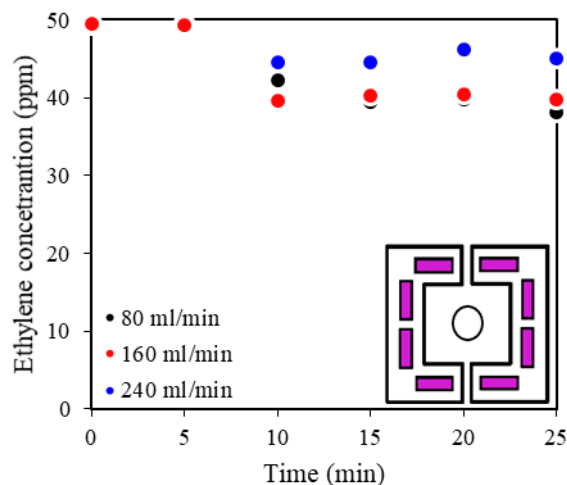 Ethylene concetrantion (ppm)
50
40
30
20
10
0
80 ml/min
160 ml/min
240 ml/min
0 5 10 15 20 25
Time (min)